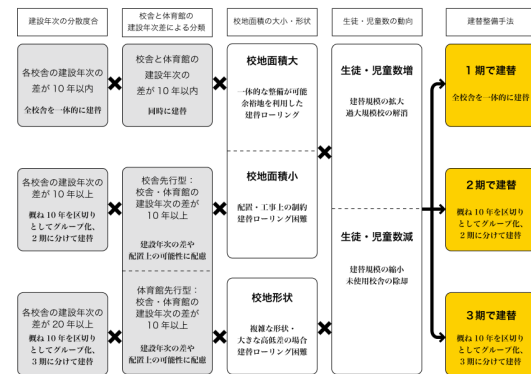 建設年次の分散度合
校舎と体育館の
建設年次差による分類
校地面積の大小・形状
生徒・児童数の動向
建替整備手法
各校舎の建設年次の
差が10年以内
全校舎を一体的に建替
校舎と体育館の
建設年次の
差が10年以内
同時に建替
校地面積大
一体的な整備が可能
余裕地を利用した
建替ローリング
生徒・児童数増
建替規模の拡大
過大規模校の解消
1期で建替
全校舎を一体的に建替
各校舎の建設年次の
差が10年以上
概ね10年を区切り
としてグループ化、
2期に分けて建替
校舎先行型：
校舎・体育館の
建設年次の差が
10年以上
建設年次の差や
配置上の可能性に配慮
校地面積小
配置・工事上の制約
建替ローリング困難
2期で建替
概ね10年を区切り
としてグループ化、
2期に分けて建替
生徒・児童数減
建替規模の縮小
未使用校舎の除却
各校舎の建設年次の
差が20年以上
概ね10年を区切り
としてグループ化、
3期に分けて建替
体育館先行型：
校舎・体育館の
建設年次の差が
10年以上
建設年次の差や
配置上の可能性に配慮
校地形状
複雑な形状・
大きな高低差の場合
建替ローリング困難
3期で建替
概ね10年を区切り
としてグループ化、
3期に分けて建替